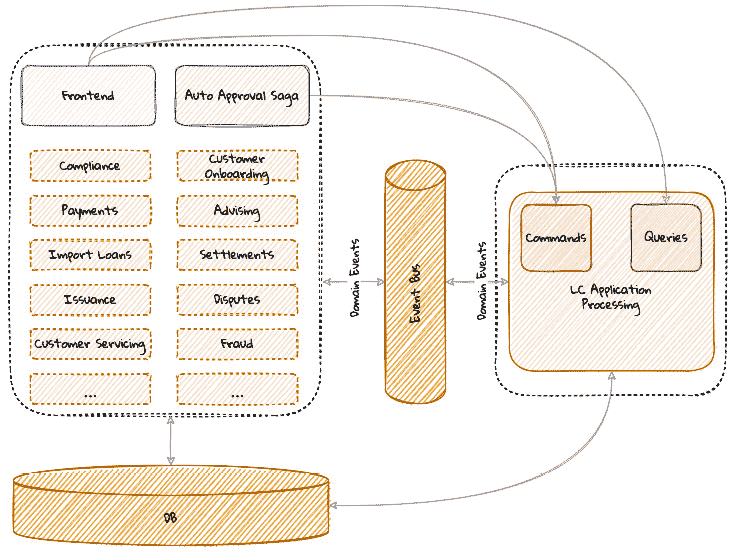 Frontend
Auto Approval Saga
Compliance
Customer
Onboarding
Payments
Advising
Import Loans
Settlements
Issuance
Disputes
Customer Servicing
Fraud
...
...
Domain Events
Event Bus
Domain Events
Commands
Queries
LC Application
Processing
DB